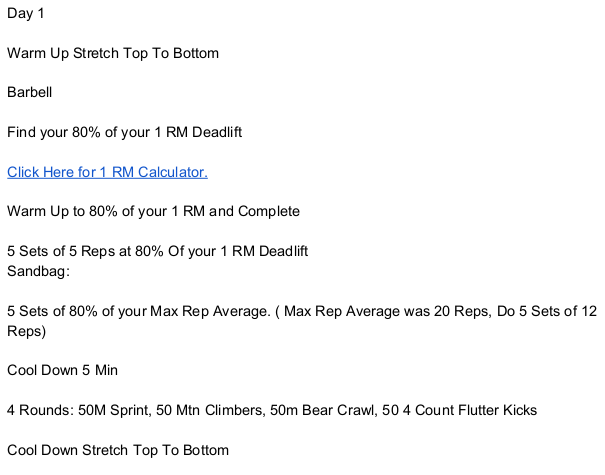 Day 1
Warm Up Stretch Top To Bottom
Barbell
Find your 80% of your 1 RM Deadlift
Click Here for 1 RM Calculator.
Warm Up to 80% of your 1 RM and Complete
5 Sets of 5 Reps at 80% Of your 1 RM Deadlift
Sandbag:
5 Sets of 80% of your Max Rep Average. ( Max Rep Average was 20 Reps, Do 5 Sets of 12
Reps)
Cool Down 5 Min
4 Rounds: 50M Sprint, 50 Mtn Climbers, 50m Bear Crawl, 50 4 Count Flutter Kicks
Cool Down Stretch Top To Bottom